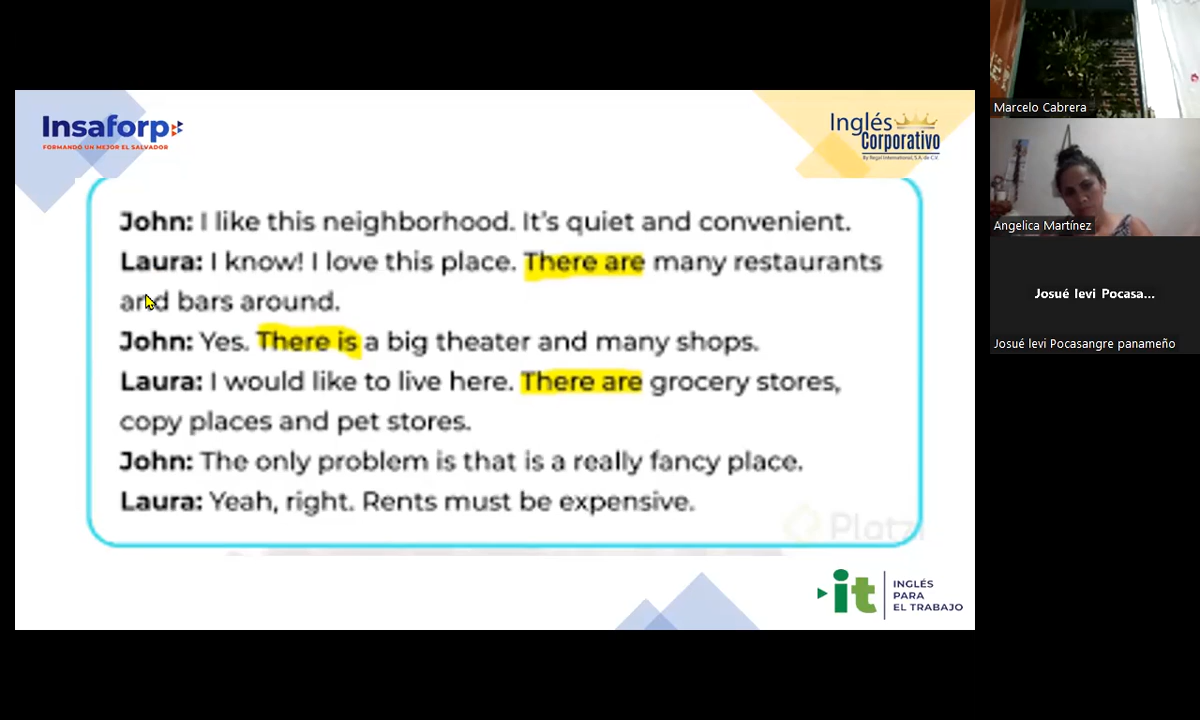 Insaforp
FORMANDO UN MEJOR EL SALVADOR
Inglés
Corporativo
By Regal International, S.A. de C.V.
John: I like this neighborhood. It's quiet and convenient.
Laura: I know! I love this place. There are many restaurants
and bars around.
John: Yes. There is a big theater and many shops.
Laura: I would like to live here. There are grocery stores,
copy places and pet stores.
John: The only problem is that is a really fancy place.
Laura: Yeah, right. Rents must be expensive.
Platzi
it
INGLÉS
PARA
EL TRABAJO
Marcelo Cabrera
Angelica Martínez
Josué levi Pocasa...
Josué levi Pocasangre panameño